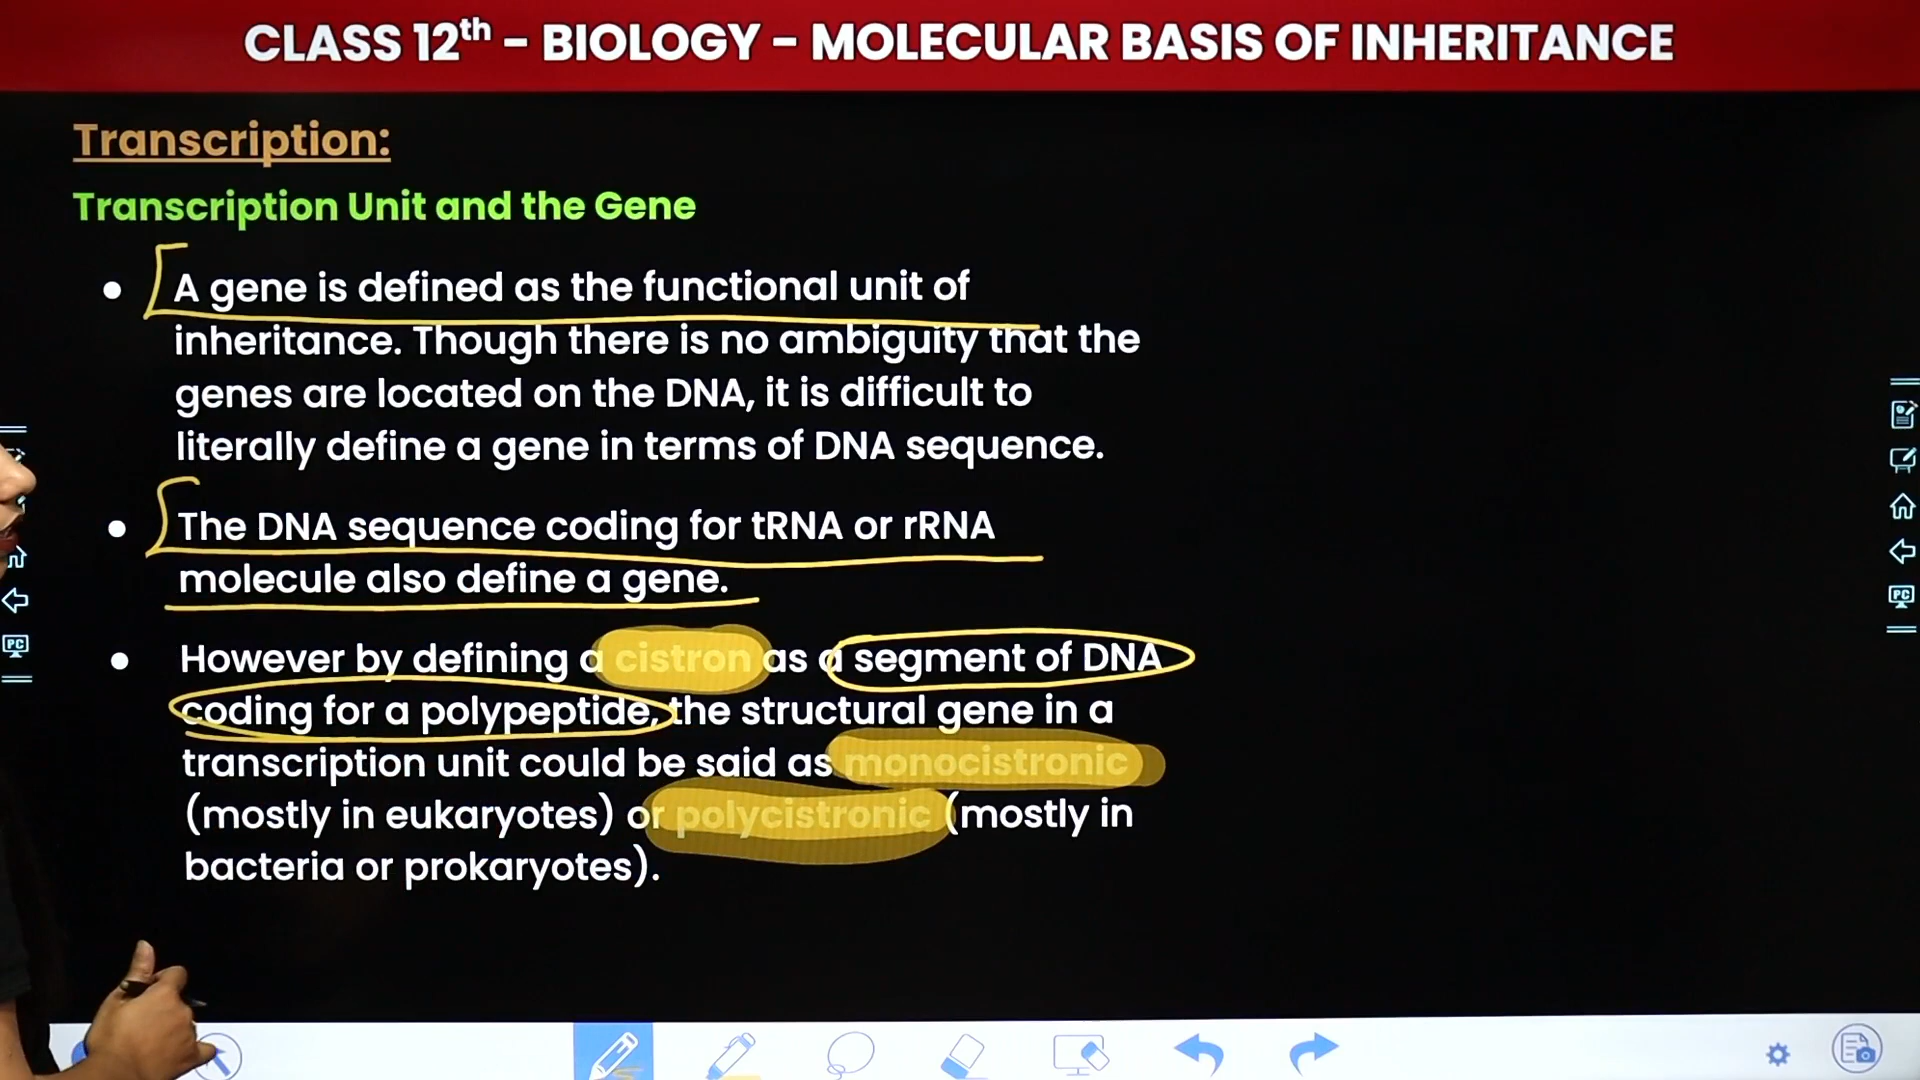 CLASS 12th - BIOLOGY - MOLECULAR BASIS OF INHERITANCE
Transcription:
Transcription Unit and the Gene
• A gene is defined as the functional unit of
inheritance. Though there is no ambiguity that the
genes are located on the DNA, it is difficult to
literally define a gene in terms of DNA sequence.
• The DNA sequence coding for tRNA or rRNA
molecule also define a gene.
• However by defining a cistron as a segment of DNA
coding for a polypeptide, the structural gene in a
transcription unit could be said as monocistronic
(mostly in eukaryotes) or polycistronic (mostly in
bacteria or prokaryotes).
PC
PC